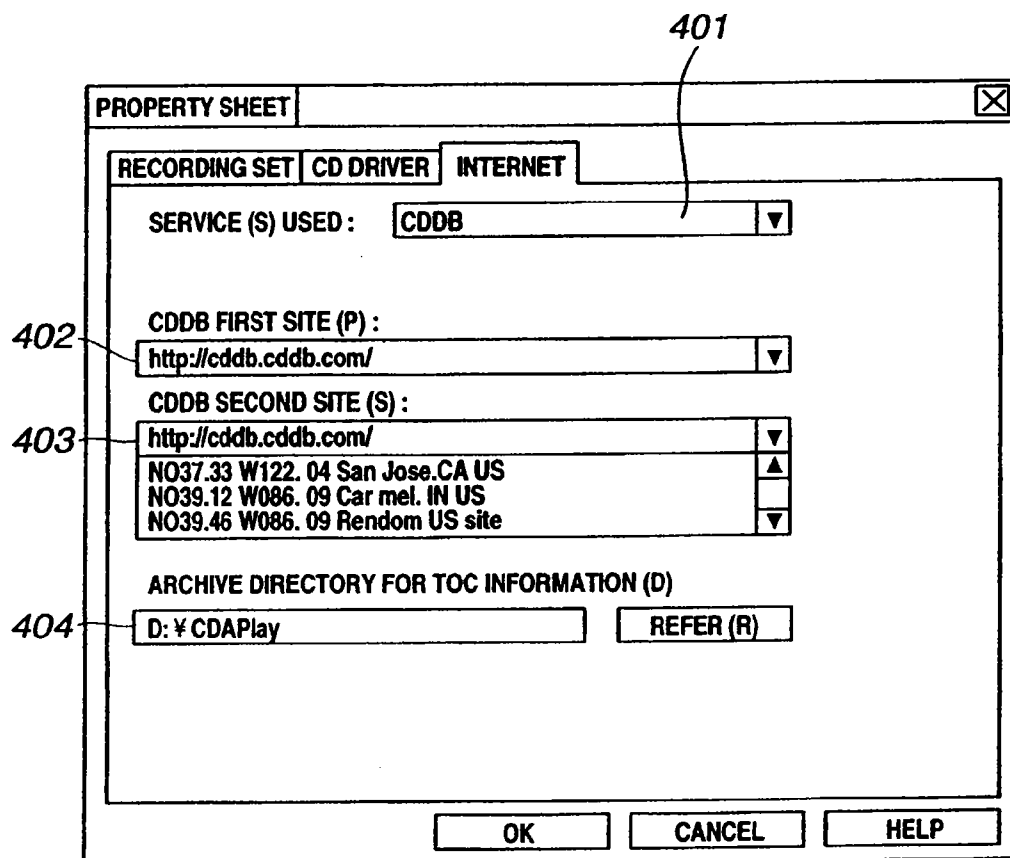 401
PROPERTY SHEET
RECORDING SET CD DRIVER INTERNET
SERVICE (S) USED : CDDB ▼
CDDB FIRST SITE (P) :
402 http://cddb.cddb.com/ ▼
CDDB SECOND SITE (S) :
403 http://cddb.cddb.com/ ▼
NO37.33 W122. 04 San Jose.CA US
NO39.12 W086. 09 Car mel. IN US
NO39.46 W086. 09 Rendom US site
ARCHIVE DIRECTORY FOR TOC INFORMATION (D)
404 D: ¥ CDAPlay REFER (R)
OK CANCEL HELP